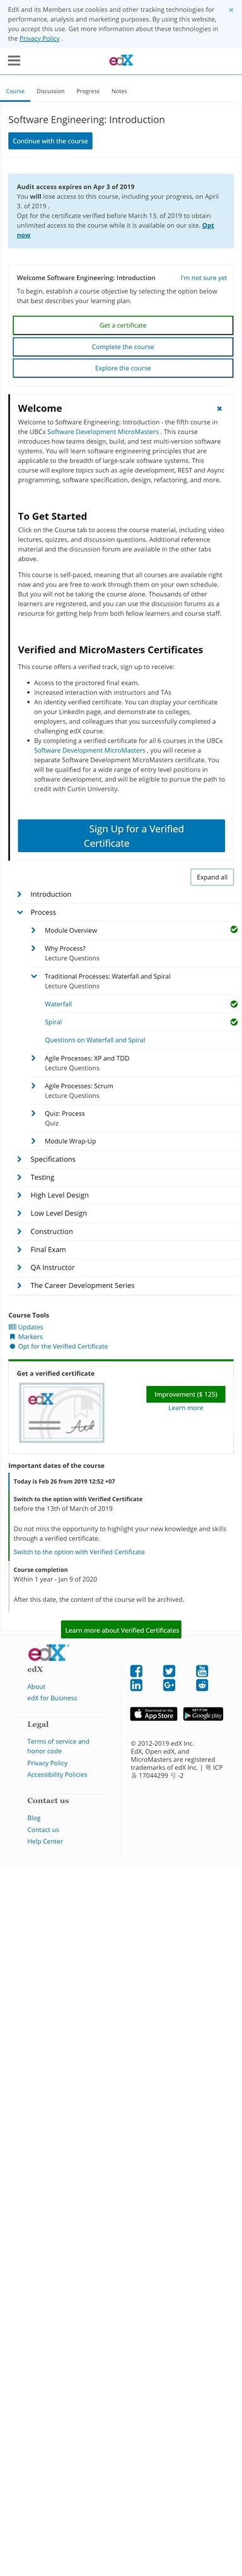 EdX and its Members use cookies and other tracking technologies for
performance, analysis and marketing purposes. By using this website,
you accept this use. Get more information about these technologies in
the Privacy Policy .
edX
Course Discussion Progress Notes
Software Engineering: Introduction
Continue with the course
Audit access expires on Apr 3 of 2019
You will lose access to this course, including your progress, on April
3. of 2019 .
Opt for the certificate verified before March 13. of 2019 to obtain
unlimited access to the course while it is available on our site. Opt
now
Welcome Software Engineering: Introduction I'm not sure yet
To begin, establish a course objective by selecting the option below
that best describes your learning plan.
Get a certificate
Complete the course
Explore the course
Welcome
Welcome to Software Engineering: Introduction - the fifth course in
the UBCx Software Development MicroMasters . This course
introduces how teams design, build, and test multi-version software
systems. You will learn software engineering principles that are
applicable to the breadth of large-scale software systems. This
course will explore topics such as agile development, REST and Async
programming, software specification, design, refactoring, and more.
To Get Started
Click on the Course tab to access the course material, including video
lectures, quizzes, and discussion questions. Additional reference
material and the discussion forum are available in the other tabs
above.
This course is self-paced, meaning that all courses are available right
now and you are free to work through them on your own schedule.
But you will not be taking the course alone. Thousands of other
learners are registered, and you can use the discussion forums as a
resource for getting help from both fellow learners and course staff.
Verified and MicroMasters Certificates
This course offers a verified track, sign up to receive:
• Access to the proctored final exam.
• Increased interaction with instructors and TAs
• An identity verified certificate. You can display your certificate
on your Linkedin page, and demonstrate to colleges,
employers, and colleagues that you successfully completed a
challenging edX course.
• By completing a verified certificate for all 6 courses in the UBCx
Software Development MicroMasters , you will receive a
separate Software Development MicroMasters certificate. You
will be qualified for a wide range of entry level positions in
software development, and will be eligible to pursue the path to
credit with Curtin University.
Sign Up for a Verified
Certificate
Expand all
Introduction
Process
Module Overview
Why Process?
Lecture Questions
Traditional Processes: Waterfall and Spiral
Lecture Questions
Waterfall
Spiral
Questions on Waterfall and Spiral
Agile Processes: XP and TDD
Lecture Questions
Agile Processes: Scrum
Lecture Questions
Quiz: Process
Quiz
Module Wrap-Up
Specifications
Testing
High Level Design
Low Level Design
Construction
Final Exam
QA Instructor
The Career Development Series
Course Tools
Updates
Markers
Opt for the Verified Certificate
Get a verified certificate
edX
Improvement ($ 125)
Learn more
Important dates of the course
Today is Feb 26 from 2019 12:52 +07
Switch to the option with Verified Certificate
before the 13th of March of 2019
Do not miss the opportunity to highlight your new knowledge and skills
through a verified certificate.
Switch to the option with Verified Certificate
Course completion
Within 1 year - Jan 9 of 2020
After this date, the content of the course will be archived.
Learn more about Verified Certificates
edX
edX
About
edX for Business
Legal
Terms of service and
honor code
Privacy Policy
Accessibility Policies
Contact us
Blog
Contact us
Help Center
Download on the
App Store
GET IT ON
Google play
© 2012-2019 edX Inc.
EdX, Open edX, and
MicroMasters are registered
trademarks of edX Inc. | 粤 ICP
备 17044299 号 -2